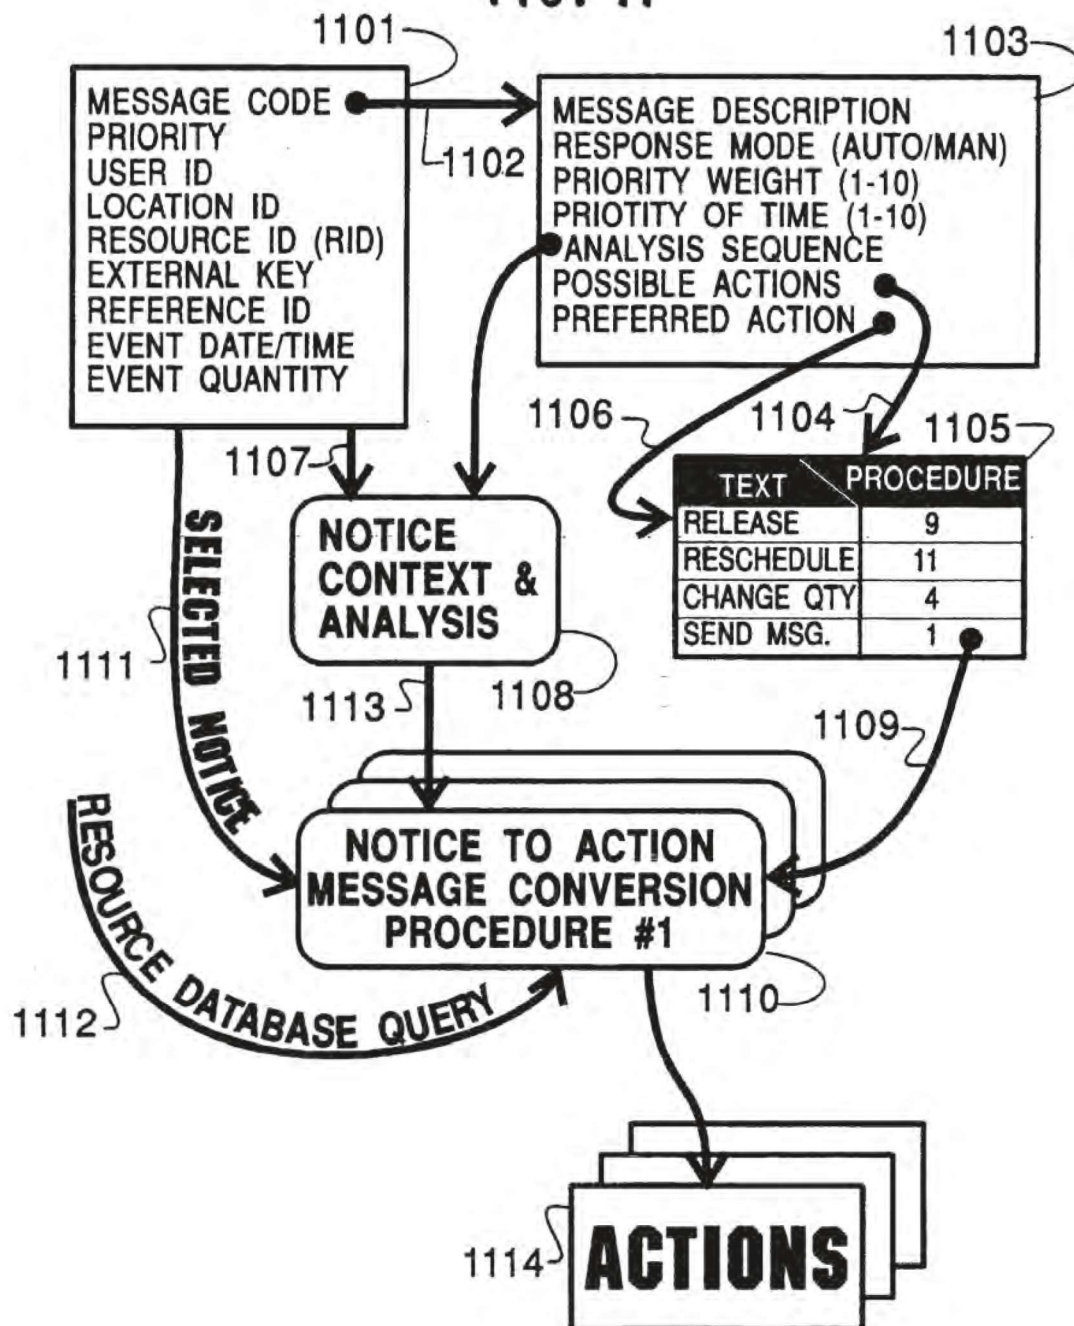 1101
1103
MESSAGE CODE
PRIORITY
USER ID
LOCATION ID
RESOURCE ID (RID)
EXTERNAL KEY
REFERENCE ID
EVENT DATE/TIME
EVENT QUANTITY
1102
MESSAGE DESCRIPTION
RESPONSE MODE (AUTO/MAN)
PRIORITY WEIGHT (1-10)
PRIOTITY OF TIME (1-10)
ANALYSIS SEQUENCE
POSSIBLE ACTIONS
PREFERRED ACTION
1106
1104
1105
1107
TEXT PROCEDURE
RELEASE 9
RESCHEDULE 11
CHANGE QTY 4
SEND MSG. 1
NOTICE
CONTEXT &
ANALYSIS
SELECTED NOTICE
1111
1113
1108
1109
NOTICE TO ACTION
MESSAGE CONVERSION
PROCEDURE #1
RESOURCE DATABASE QUERY
1112
1110
1114
ACTIONS